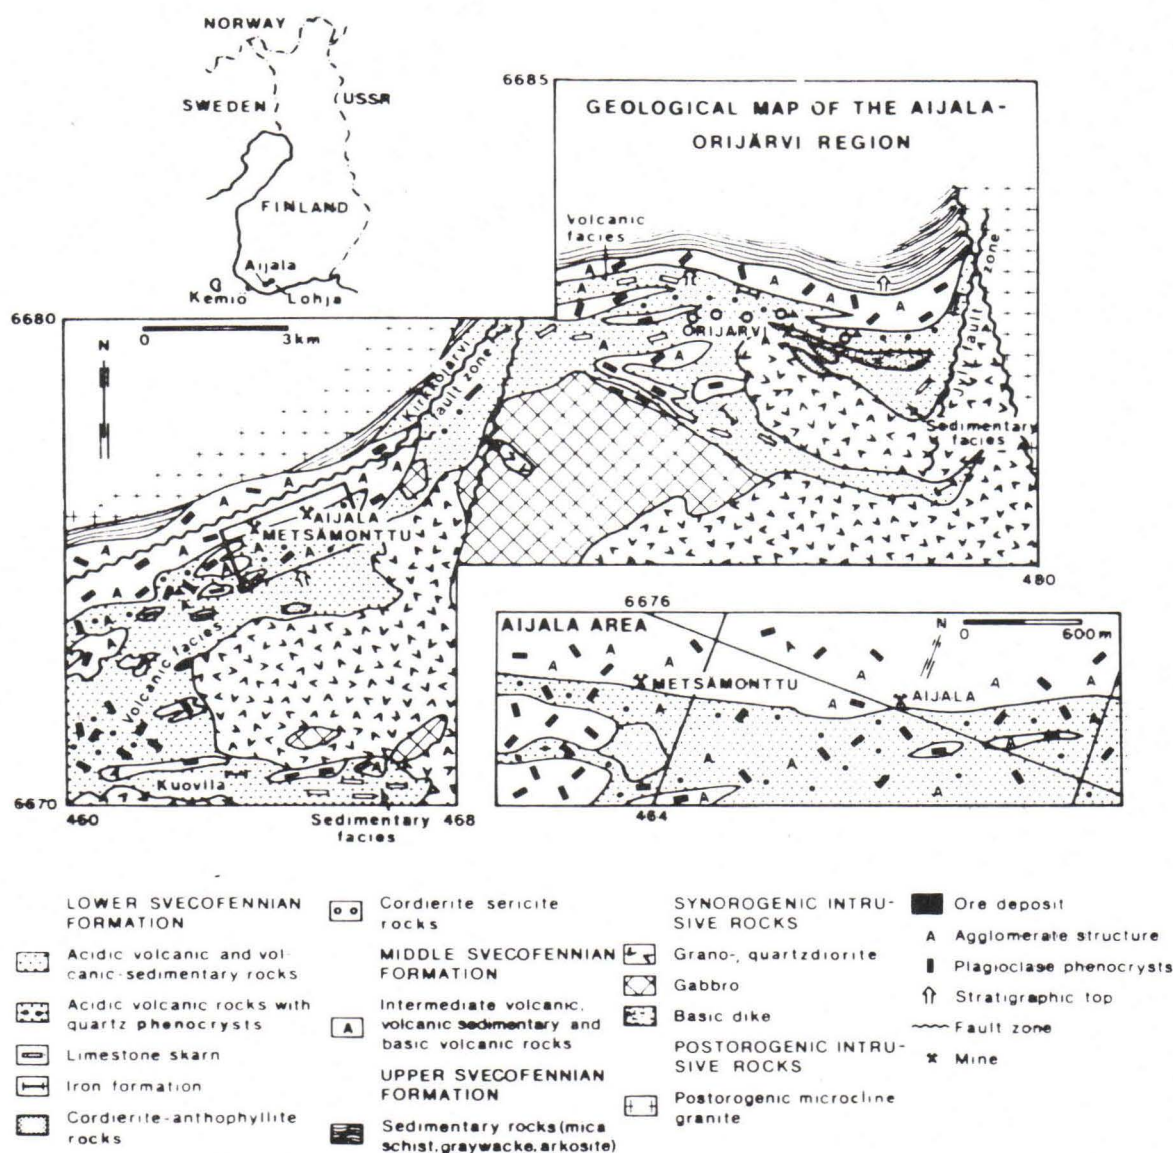 NORWAY
SWEDEN
USSR
FINLAND
Aijala
Kemiö
Lohja
6685
GEOLOGICAL MAP OF THE AIJALA-
ORIJÄRVI REGION
Volcanic
facies
ORIJÄRVI
Jyly fault zone
Sedimentary
facies
480
6680
0 3km
N
Kirkkojärvi
fault zone
AIJALA
METSÄMONTTU
Volcanic facies
Kuovila
6670
460
468
Sedimentary
facies
6676
AIJALA AREA
N
0 600 m
METSÄMONTTU
AIJALA
464
LOWER SVECOFENNIAN
FORMATION
Acidic volcanic and vol-
canic-sedimentary rocks
Acidic volcanic rocks with
quartz phenocrysts
Limestone skarn
Iron formation
Cordierite-anthophyllite
rocks
Cordierite sericite
rocks
MIDDLE SVECOFENNIAN
FORMATION
A Intermediate volcanic,
volcanic sedimentary and
basic volcanic rocks
UPPER SVECOFENNIAN
FORMATION
Sedimentary rocks (mica
schist, graywacke, arkosite)
SYNOROGENIC INTRU-
SIVE ROCKS
Grano-, quartzdiorite
Gabbro
Basic dike
POSTOROGENIC INTRU-
SIVE ROCKS
Postorogenic microcline
granite
Ore deposit
A Agglomerate structure
Plagioclase phenocrysts
Stratigraphic top
Fault zone
Mine